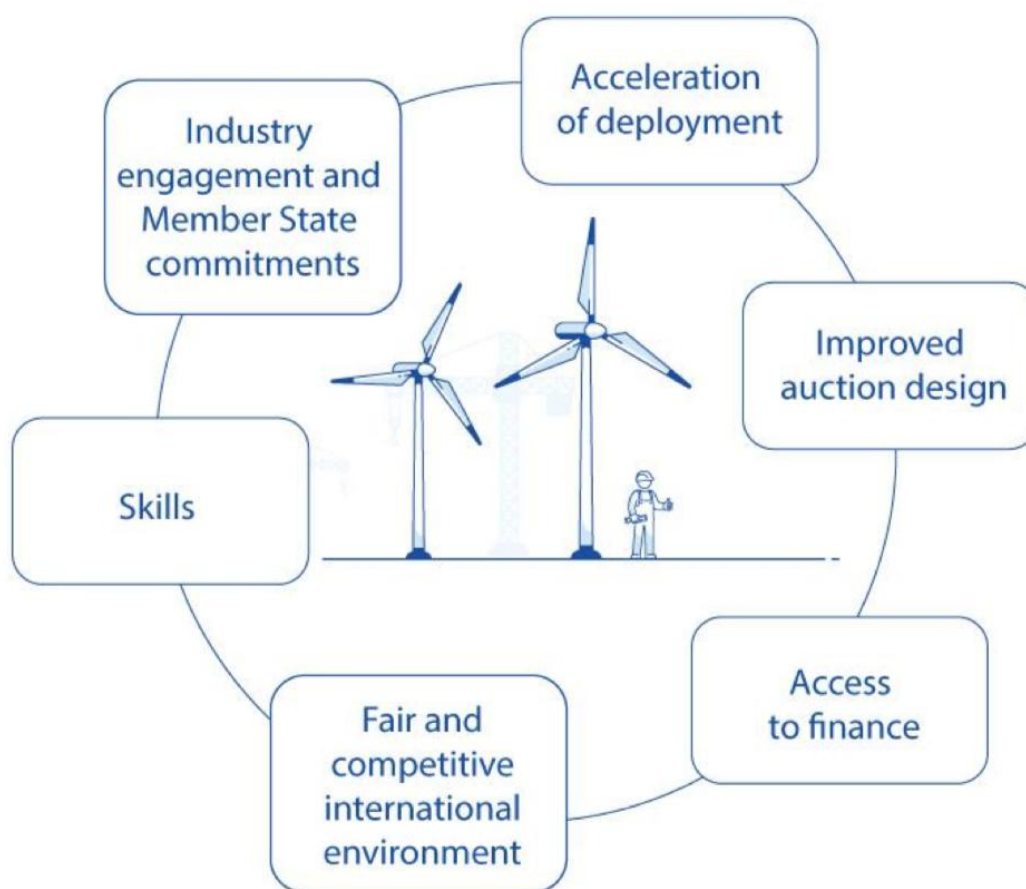 Acceleration
of deployment
Industry
engagement and
Member State
commitments
Improved
auction design
Skills
Access
to finance
Fair and
competitive
international
environment